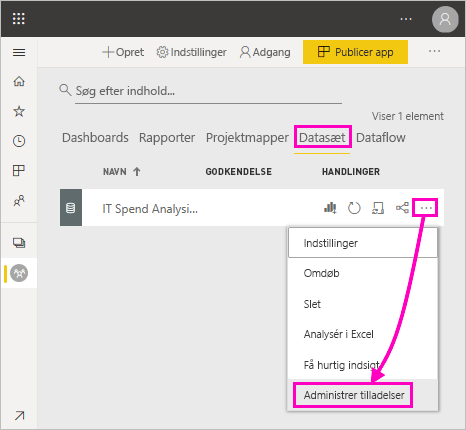 Opret Indstillinger Adgang Publicer app
Søg efter indhold...
Viser 1 element
Dashboards Rapporter Projektmapper Datasæt Dataflow
NAVN GODKENDELSE HANDLINGER
IT Spend Analysi...
Indstillinger
Omdøb
Slet
Analysér i Excel
Få hurtig indsigt
Administrer tilladelser